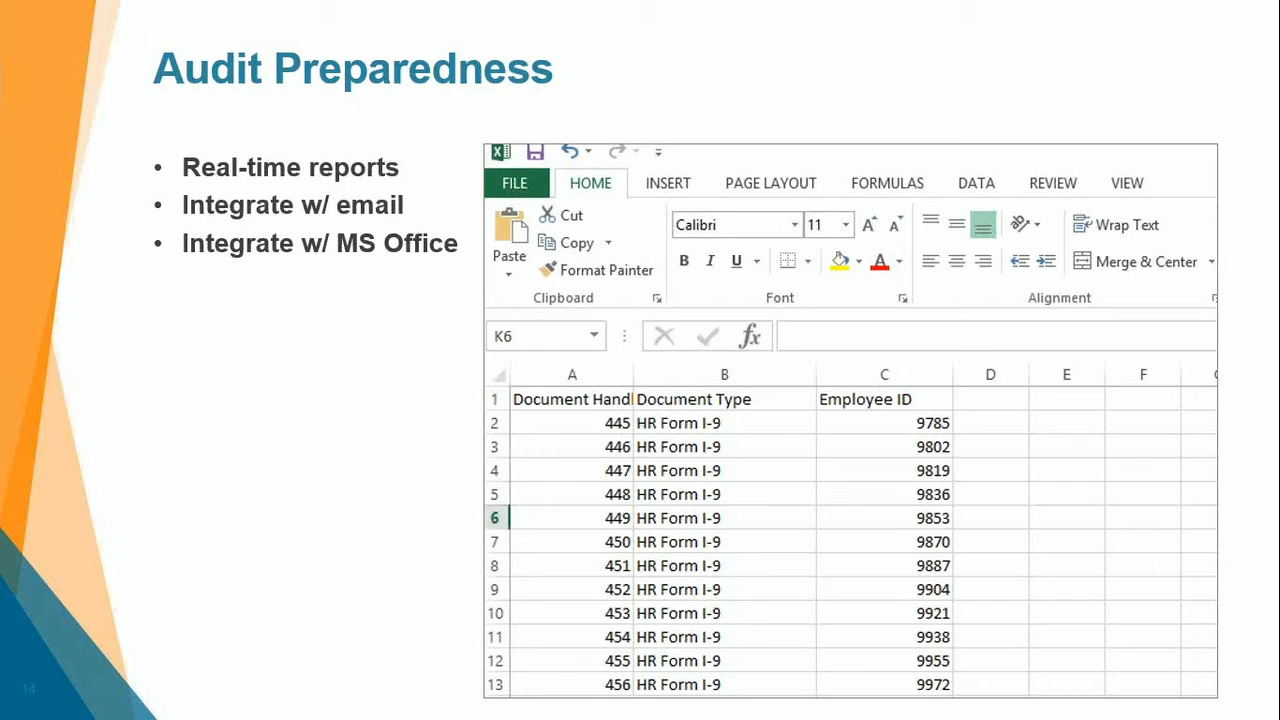 Audit Preparedness
• Real-time reports
• Integrate w/ email
• Integrate w/ MS Office
FILE HOME INSERT PAGE LAYOUT FORMULAS DATA REVIEW VIEW
Paste
Cut
Copy
Format Painter
Clipboard
Calibri 11
B I U
Font
Wrap Text
Merge & Center
Alignment
K6 fx
A B C D E F
1 Document Handl Document Type Employee ID
2 445 HR Form I-9 9785
3 446 HR Form I-9 9802
4 447 HR Form I-9 9819
5 448 HR Form I-9 9836
6 449 HR Form I-9 9853
7 450 HR Form I-9 9870
8 451 HR Form I-9 9887
9 452 HR Form I-9 9904
10 453 HR Form I-9 9921
11 454 HR Form I-9 9938
12 455 HR Form I-9 9955
13 456 HR Form I-9 9972
14